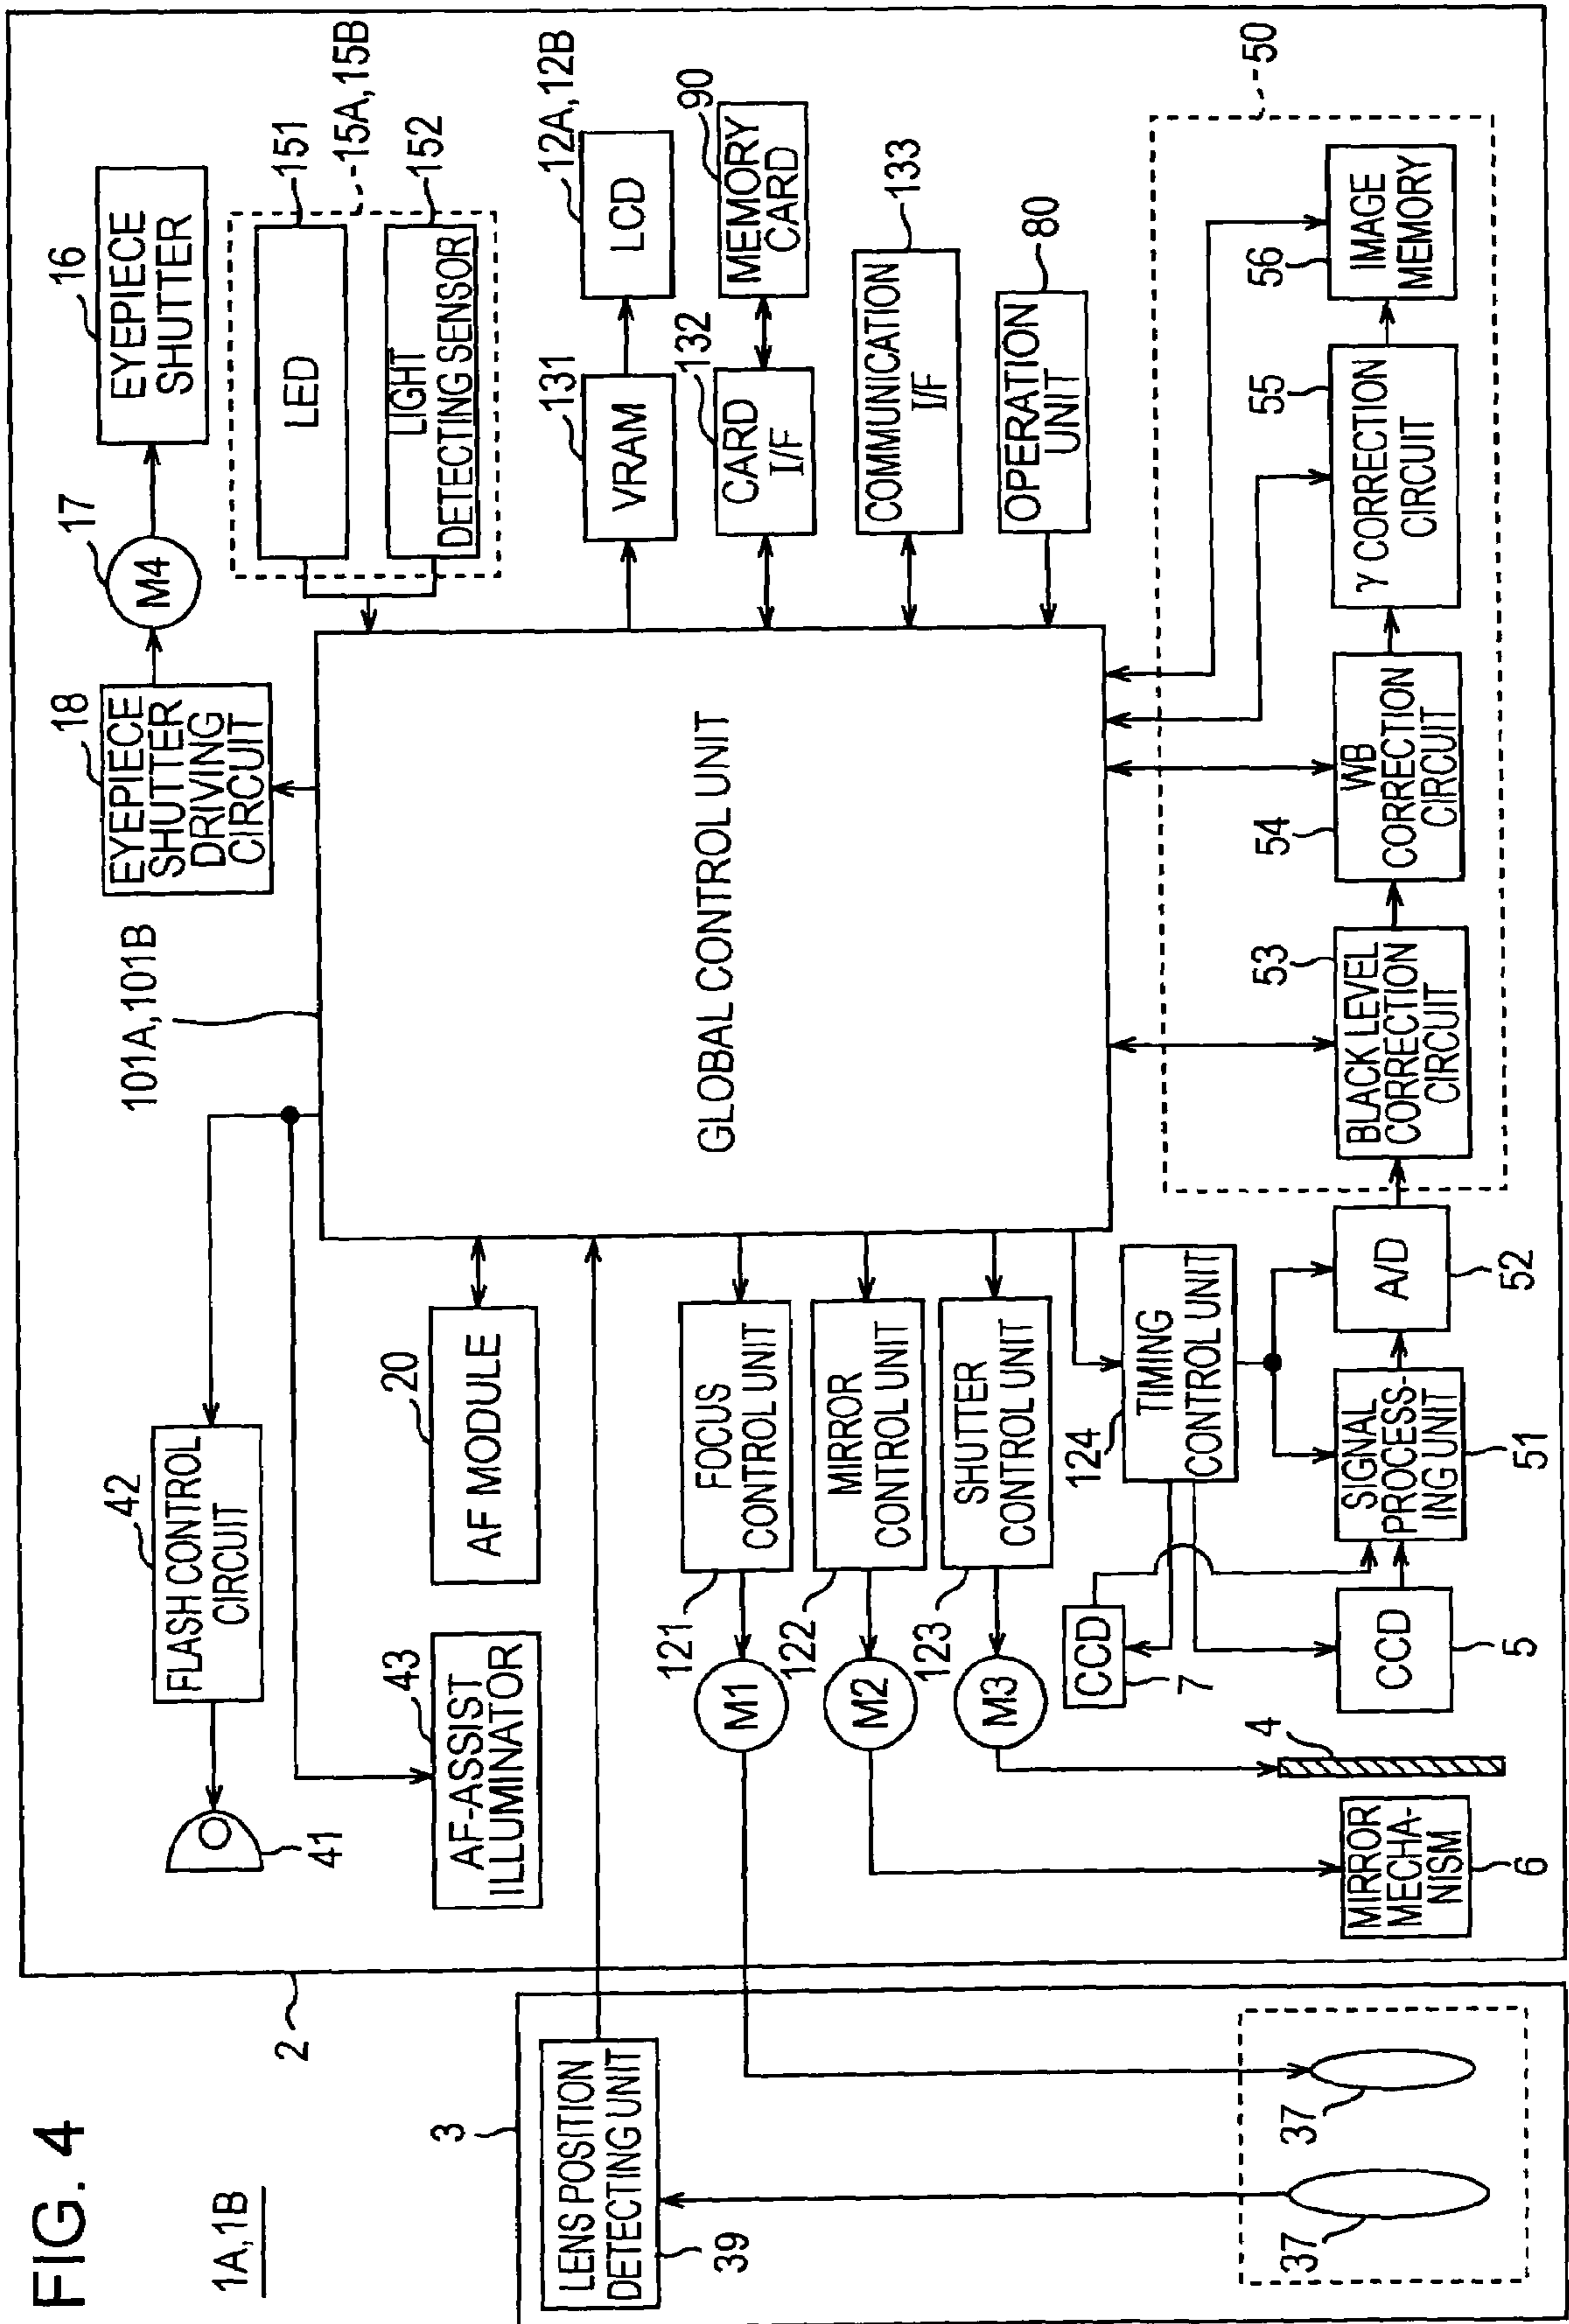 FIG. 4
1A,1B
2
3
LENS POSITION
DETECTING UNIT
39
37
37
41
FLASH CONTROL
CIRCUIT
42
AF-ASSIST
ILLUMINATOR
43
AF MODULE
20
101A,101B
GLOBAL CONTROL UNIT
EYEPIECE
SHUTTER
DRIVING
CIRCUIT
18
M4
17
EYEPIECE
SHUTTER
16
LED
151
15A,15B
LIGHT
DETECTING SENSOR
152
VRAM
131
LCD
12A,12B
CARD
I/F
132
MEMORY
CARD
90
COMMUNICATION
I/F
133
OPERATION
UNIT
80
FOCUS
CONTROL UNIT
121
M1
MIRROR
CONTROL UNIT
122
M2
SHUTTER
CONTROL UNIT
123
M3
TIMING
CONTROL UNIT
124
CCD
7
MIRROR
MECHA-
NISM
6
4
CCD
5
SIGNAL
PROCESS-
ING UNIT
51
A/D
52
BLACK LEVEL
CORRECTION
CIRCUIT
53
WB
CORRECTION
CIRCUIT
54
γ CORRECTION
CIRCUIT
55
IMAGE
MEMORY
56
50